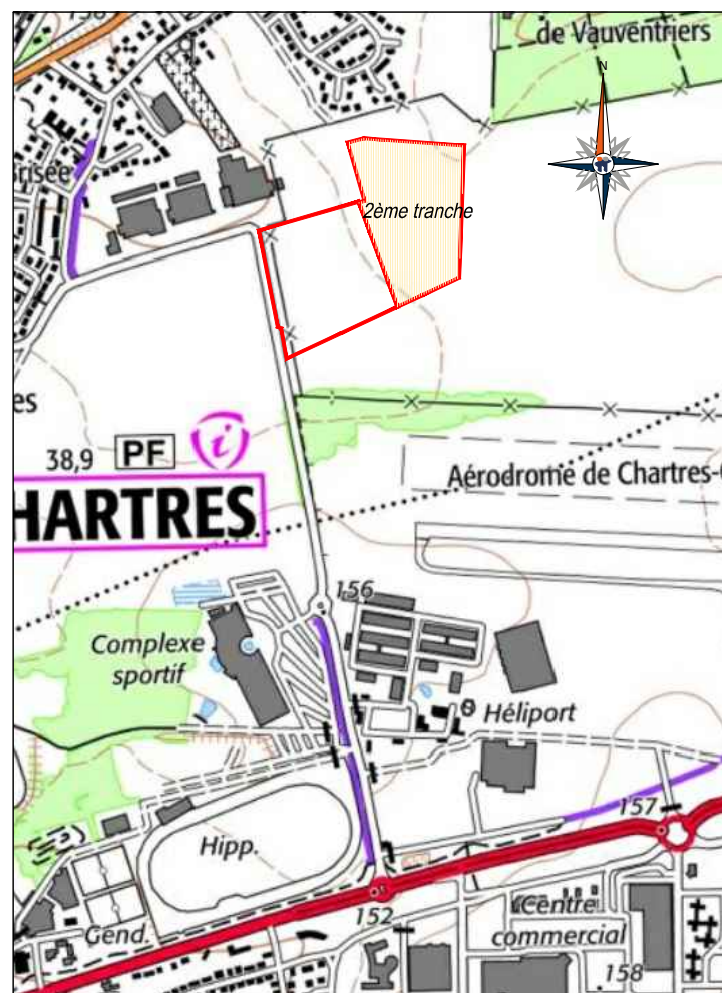 de Vauventriers
N
2ème tranche
es
38,9 PF i
HARTRES
Aérodrome de Chartres-
156
Complexe
sportif
Héliport
157
Hipp.
152
Gend.
Centre
commercial
158